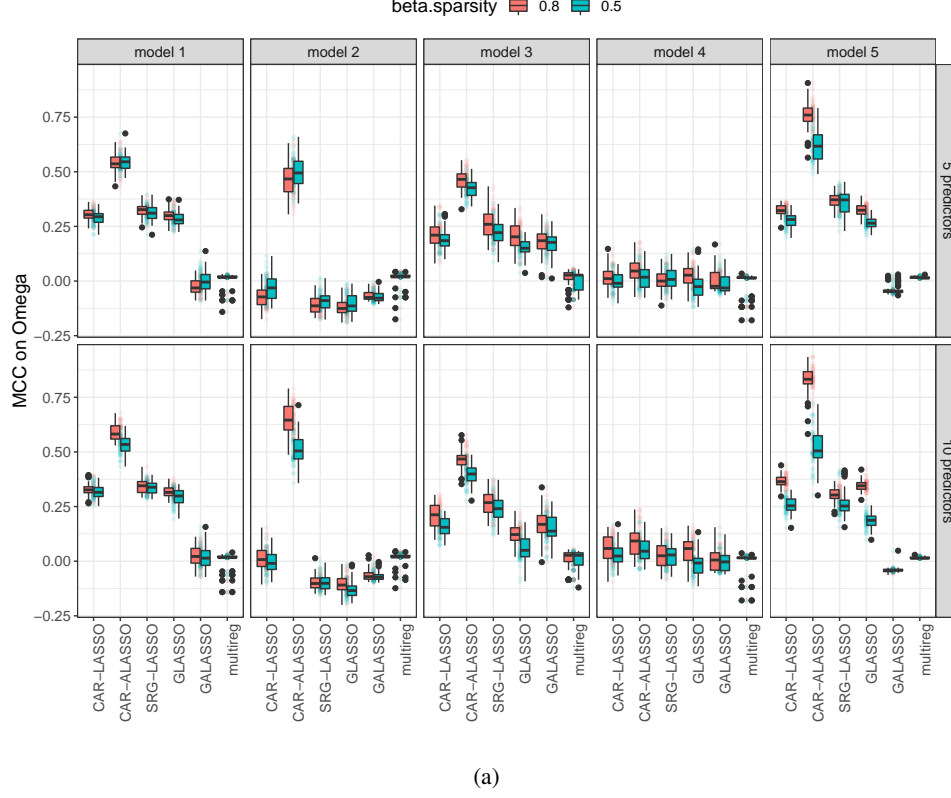 beta.sparsity 0.8 0.5
model 1 model 2 model 3 model 4 model 5
MCC on Omega
0.75
0.50
0.25
0.00
−0.25
5 predictors
0.75
0.50
0.25
0.00
−0.25
10 predictors
CAR−LASSO
CAR−ALASSO
SRG−LASSO
GLASSO
GALASSO
multireg
CAR−LASSO
CAR−ALASSO
SRG−LASSO
GLASSO
GALASSO
multireg
CAR−LASSO
CAR−ALASSO
SRG−LASSO
GLASSO
GALASSO
multireg
CAR−LASSO
CAR−ALASSO
SRG−LASSO
GLASSO
GALASSO
multireg
CAR−LASSO
CAR−ALASSO
SRG−LASSO
GLASSO
GALASSO
multireg
(a)